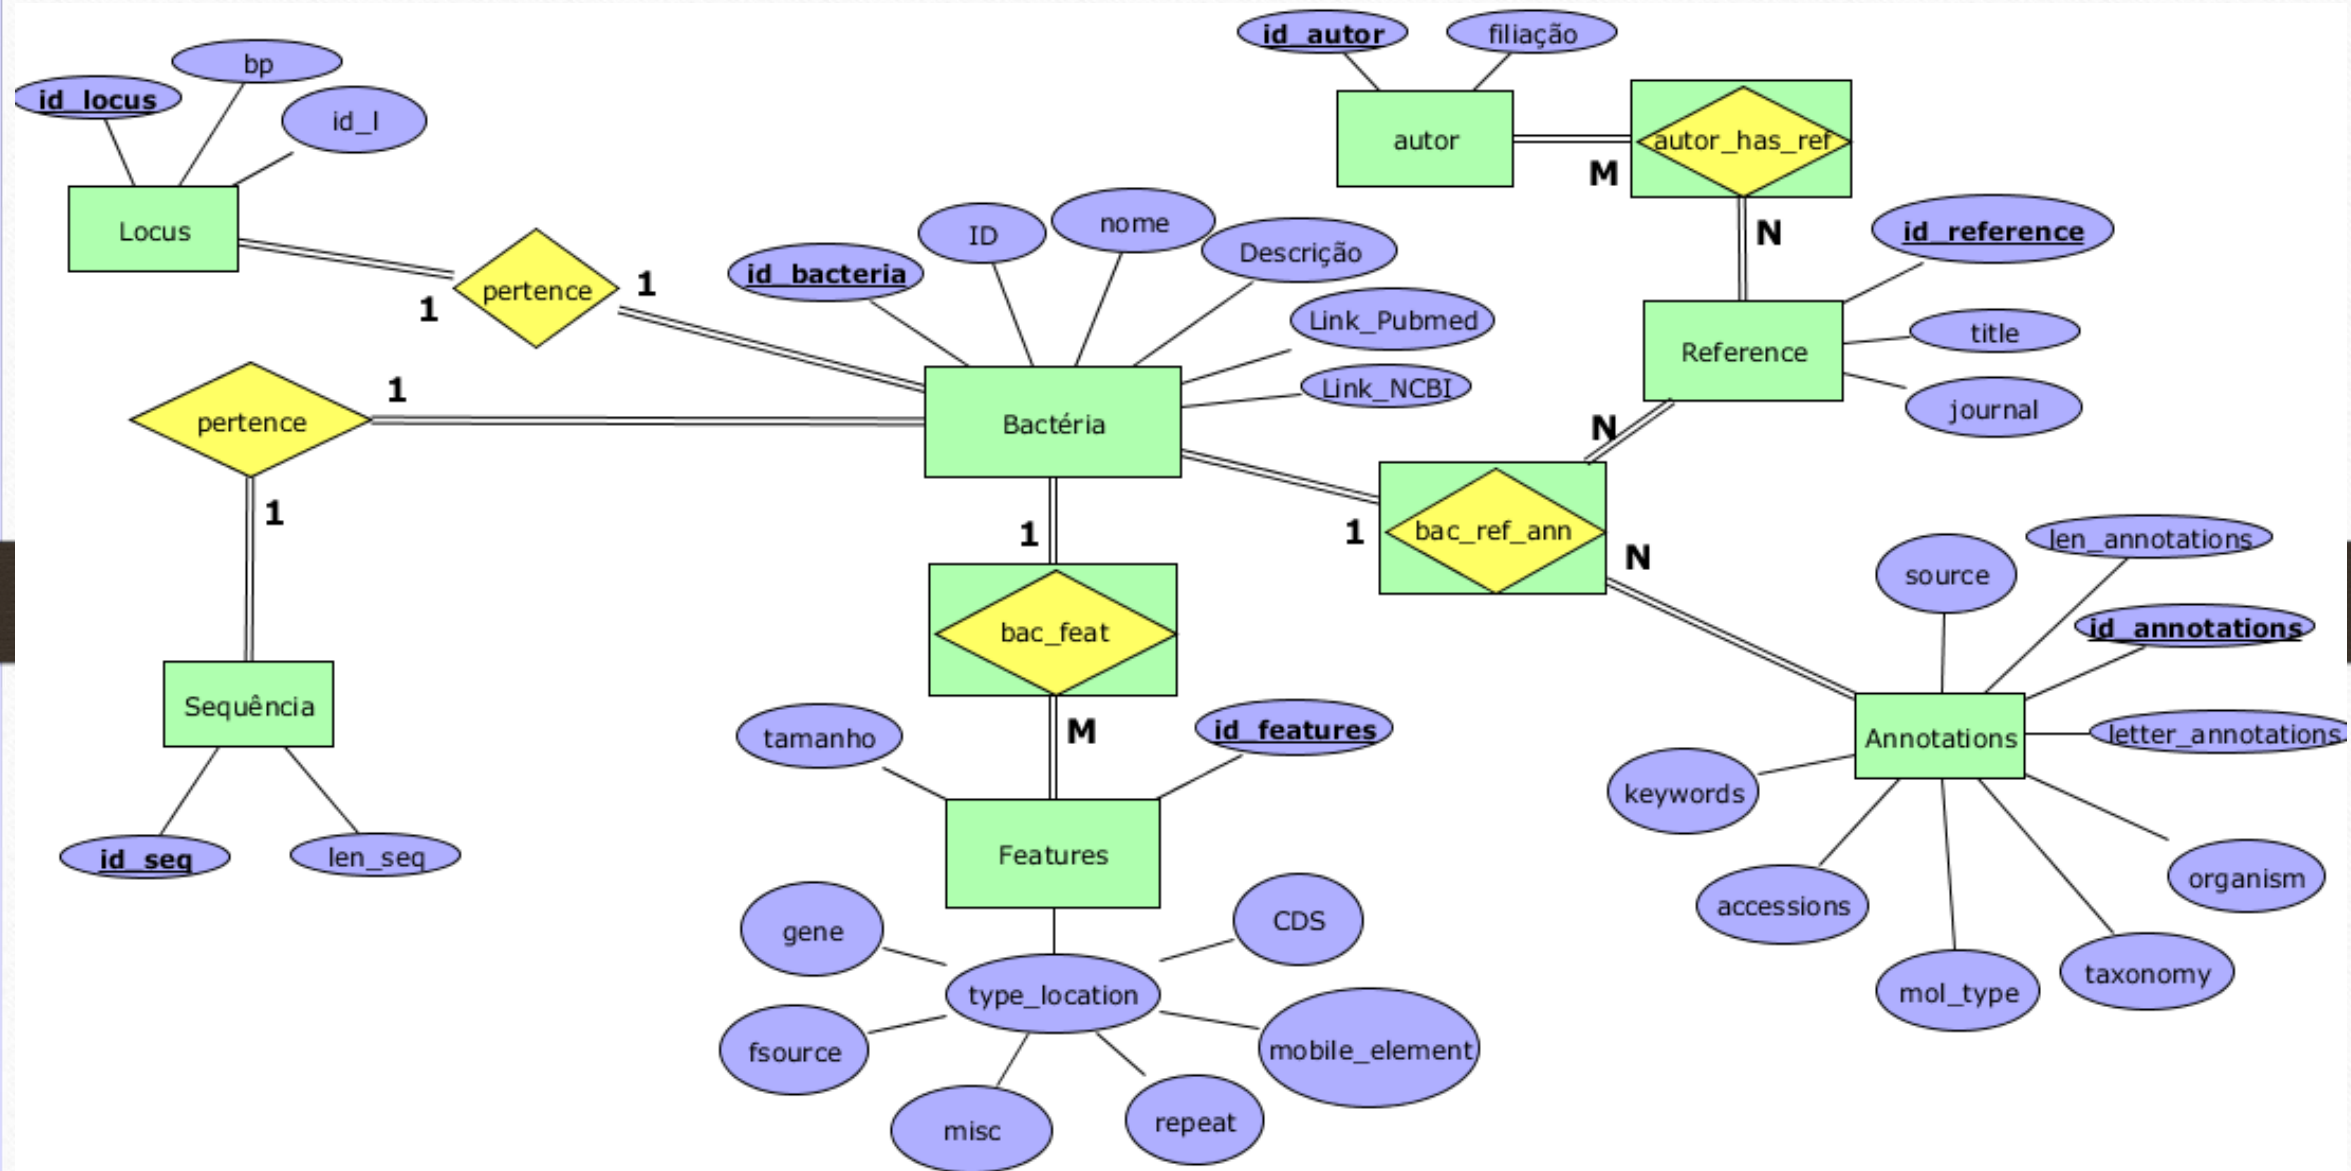 id_autor
filiação
bp
id_locus
id_l
autor
autor_has_ref
M
Locus
N
id_reference
nome
ID
Descrição
id_bacteria
pertence
1
1
Link_Pubmed
title
Reference
Link_NCBI
journal
1
pertence
Bactéria
N
1
1
1
bac_ref_ann
N
len_annotations
source
bac_feat
id_annotations
Sequência
tamanho
M
id_features
Annotations
letter_annotations
keywords
id_seq
len_seq
Features
organism
accessions
gene
CDS
type_location
mol_type
taxonomy
fsource
mobile_element
misc
repeat